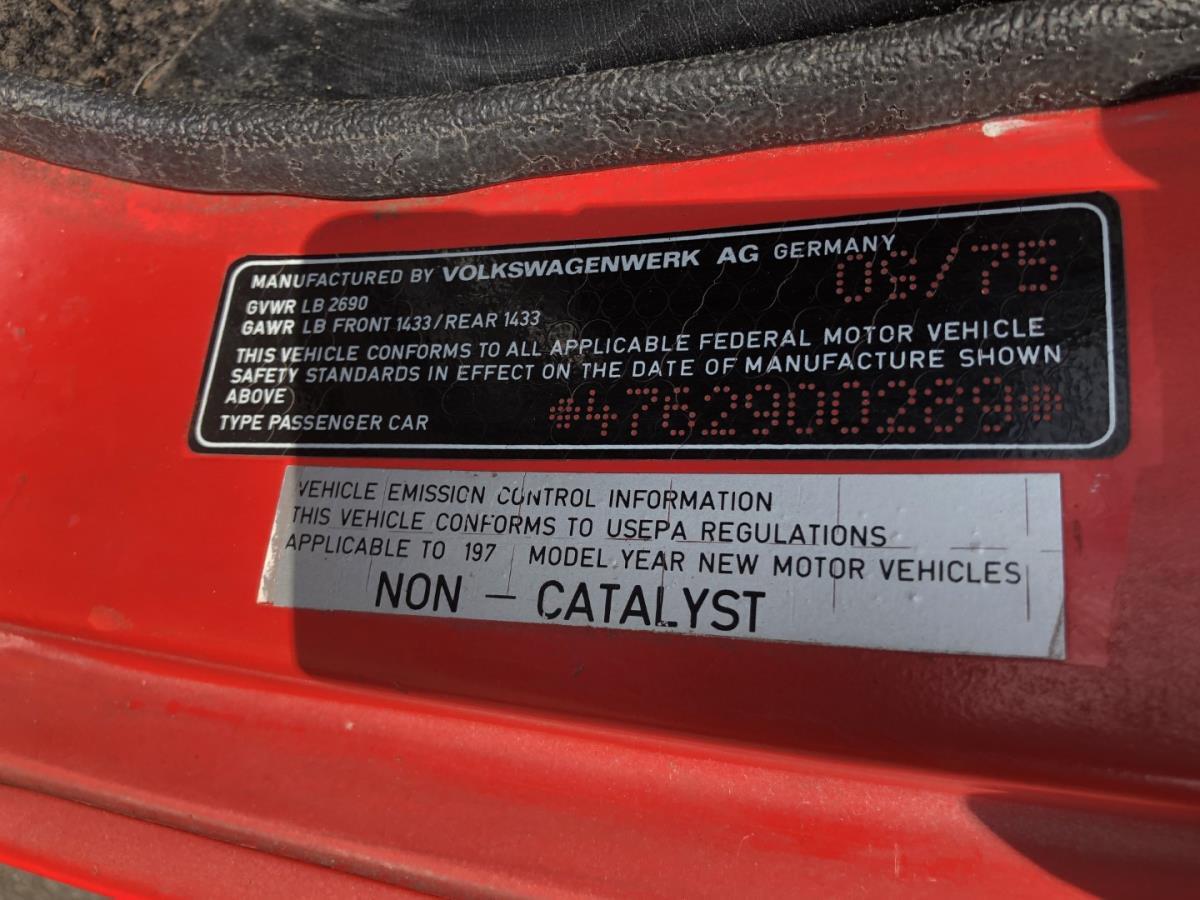 MANUFACTURED BY VOLKSWAGENWERK AG GERMANY
09/75
GVWR LB 2690
GAWR LB FRONT 1433/REAR 1433
THIS VEHICLE CONFORMS TO ALL APPLICABLE FEDERAL MOTOR VEHICLE
SAFETY STANDARDS IN EFFECT ON THE DATE OF MANUFACTURE SHOWN
ABOVE
TYPE PASSENGER CAR *4762900289*
VEHICLE EMISSION CONTROL INFORMATION
THIS VEHICLE CONFORMS TO USEPA REGULATIONS
APPLICABLE TO 197 MODEL YEAR NEW MOTOR VEHICLES
NON – CATALYST